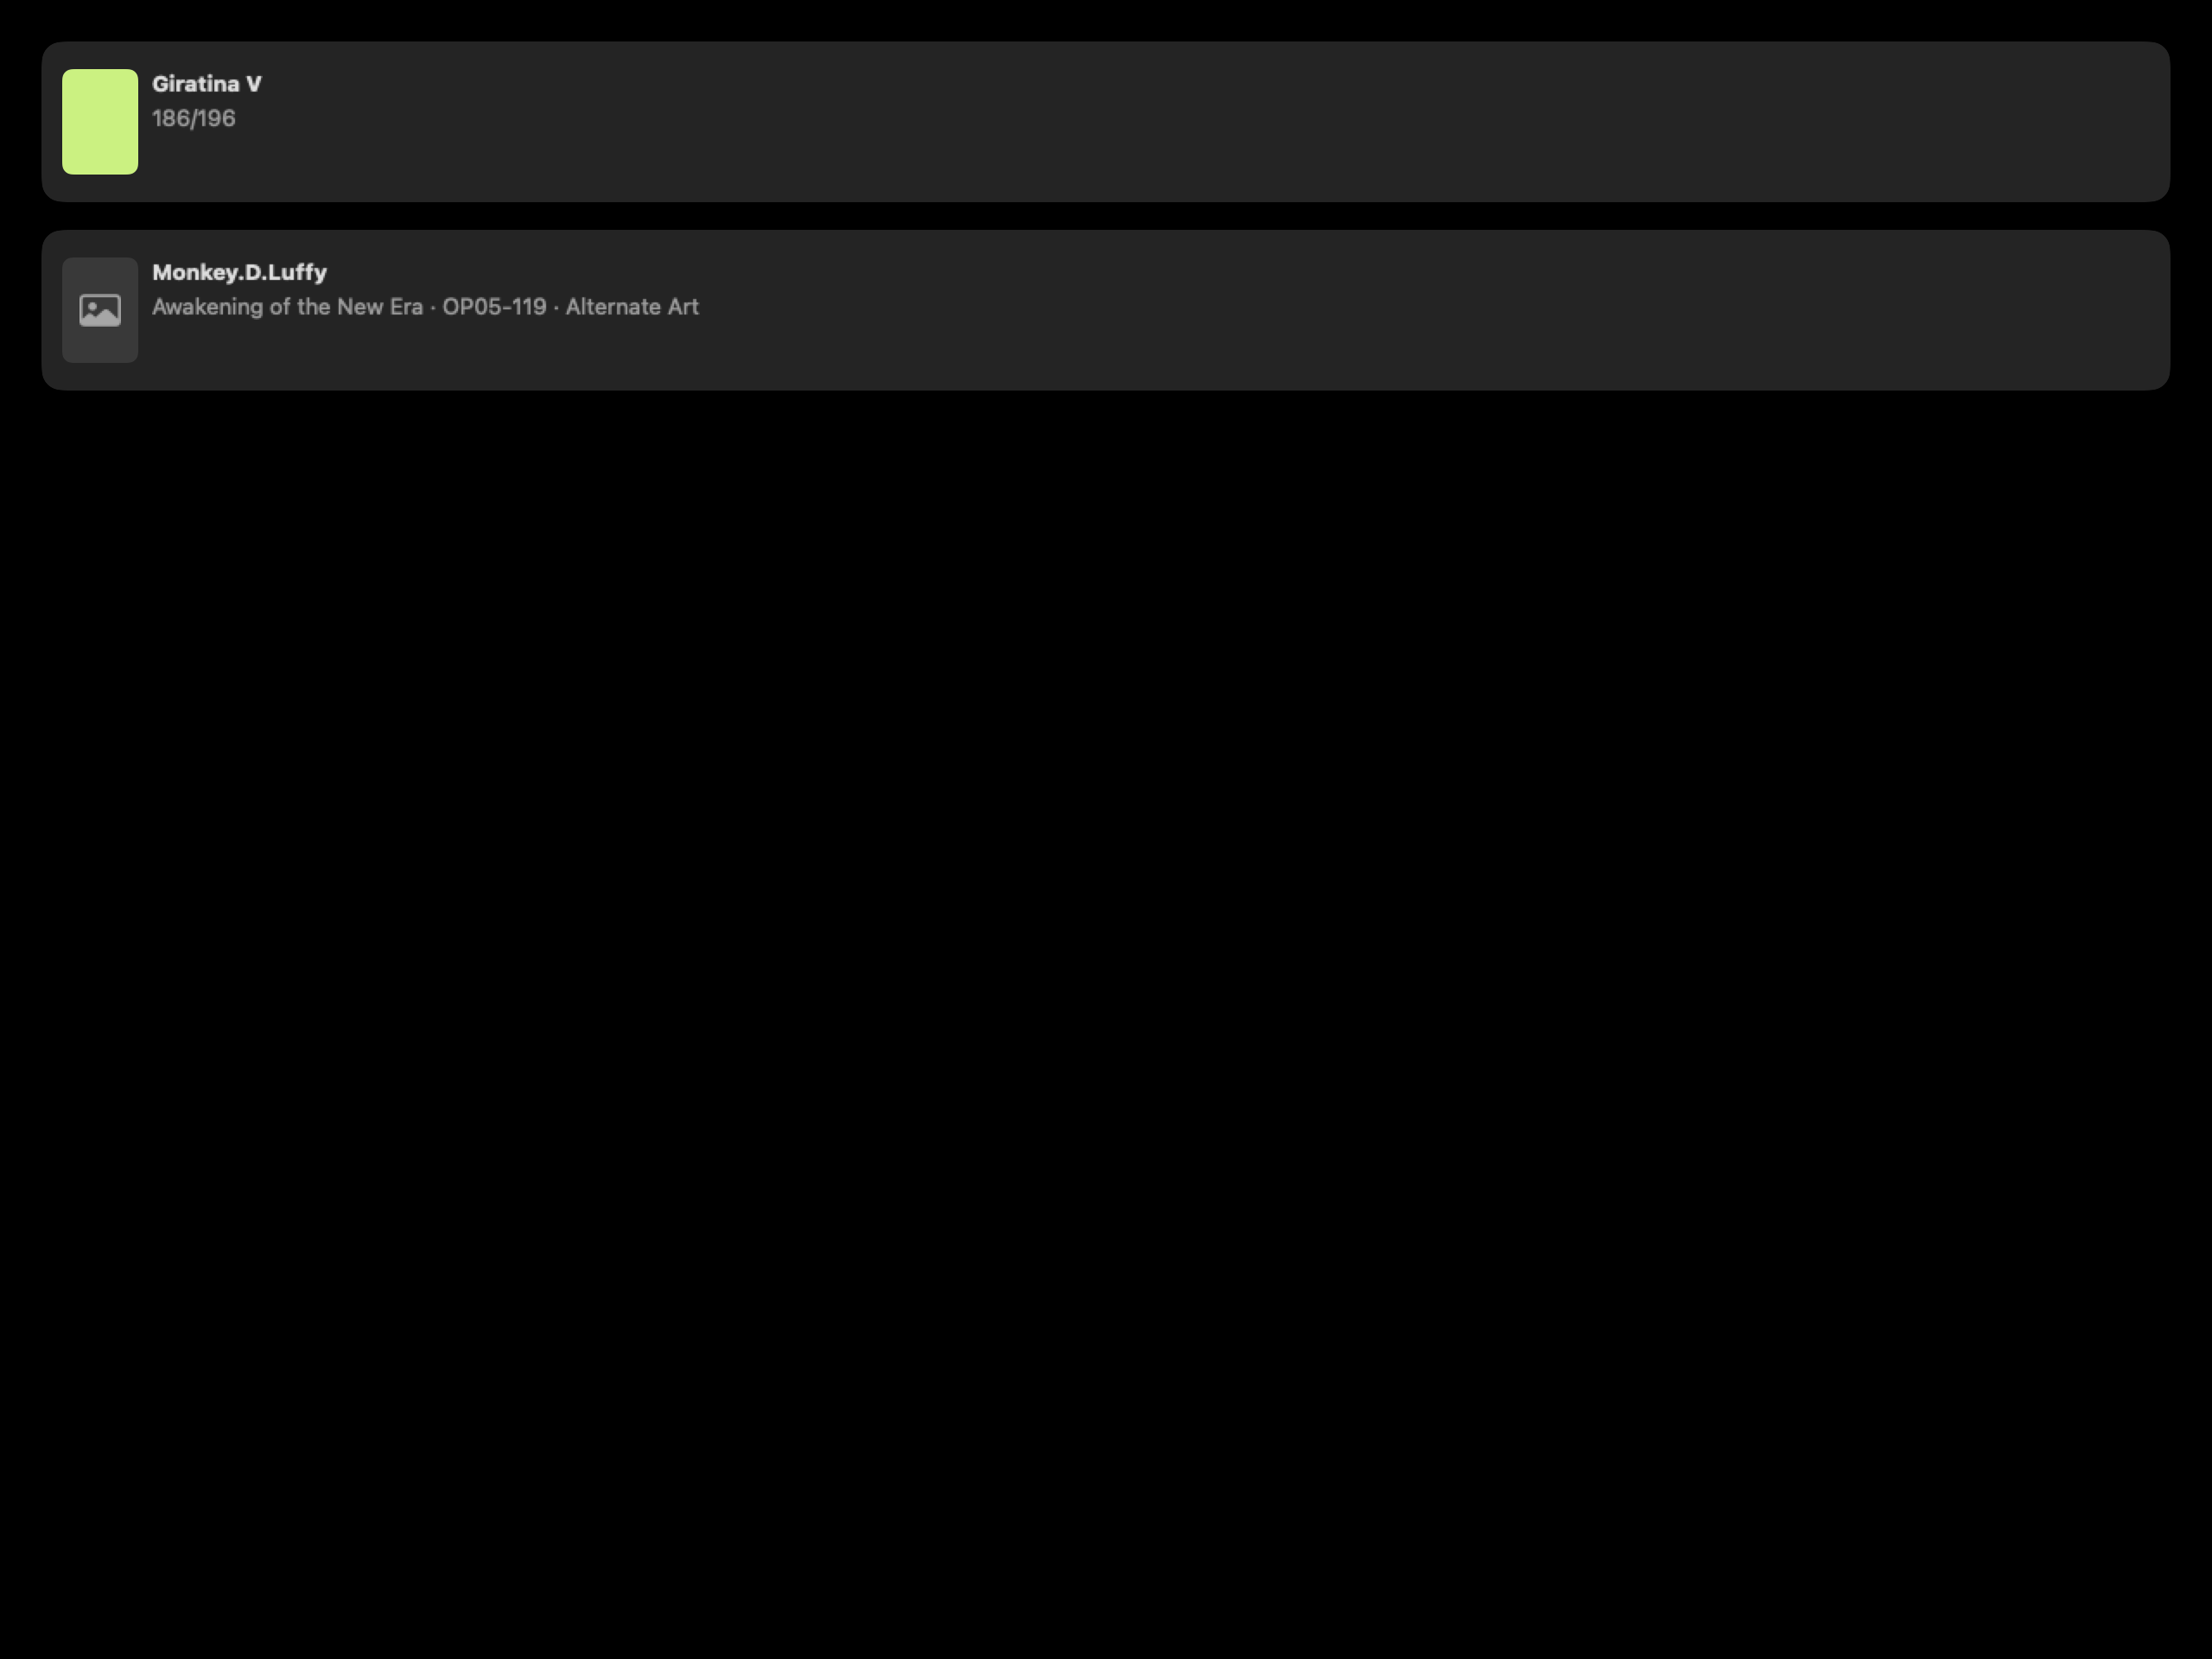 Giratina V
186/196
Monkey.D.Luffy
Awakening of the New Era · OP05-119 · Alternate Art